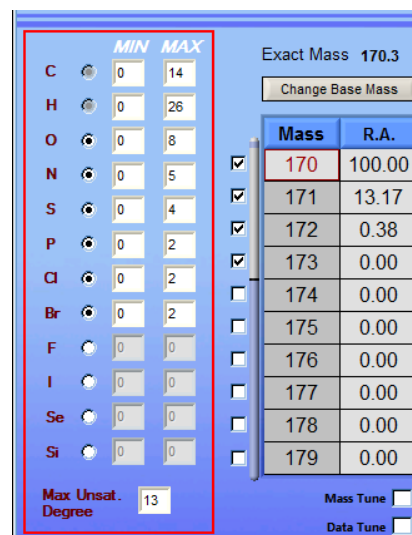 MIN MAX
C 0 14
H 0 26
O 0 8
N 0 5
S 0 4
P 0 2
Cl 0 2
Br 0 2
F 0 0
I 0 0
Se 0 0
Si 0 0
Max Unsat. Degree 13
Exact Mass 170.3
Change Base Mass
Mass R.A.
170 100.00
171 13.17
172 0.38
173 0.00
174 0.00
175 0.00
176 0.00
177 0.00
178 0.00
179 0.00
Mass Tune
Data Tune